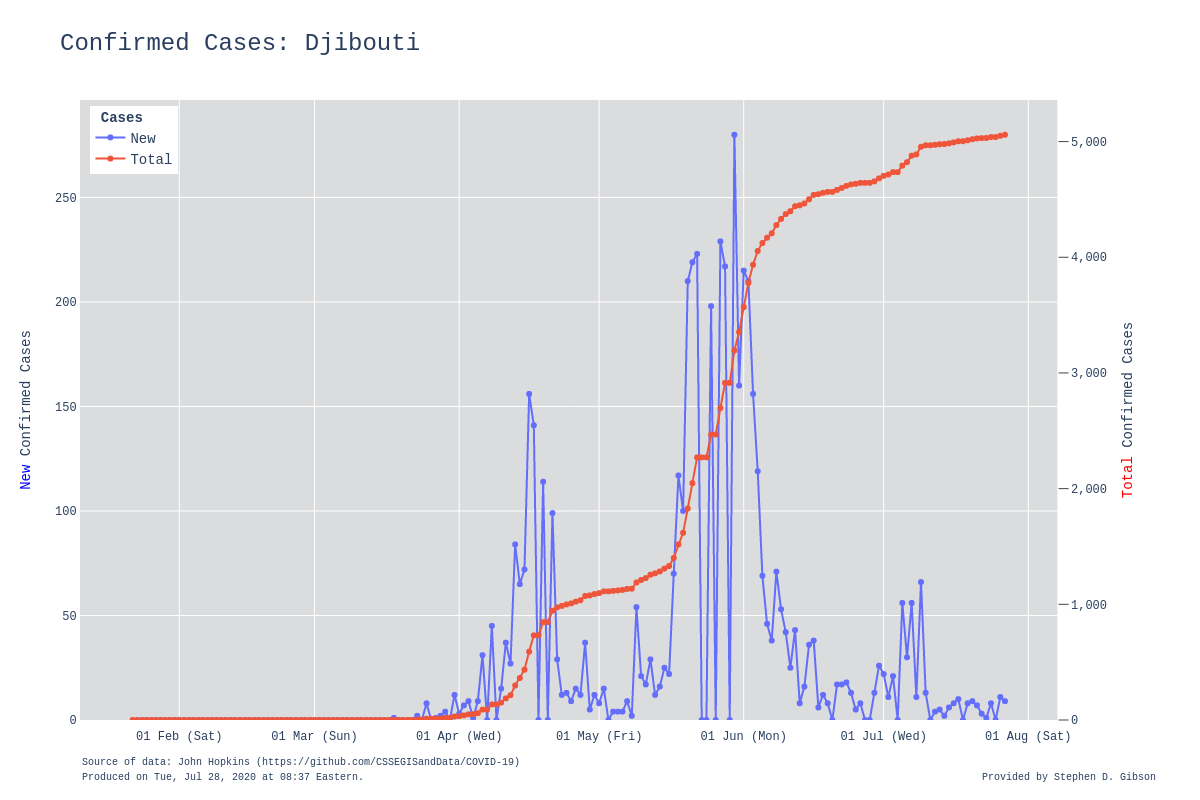 Confirmed Cases: Djibouti
Cases
New
Total
250
200
150
100
50
0
5,000
4,000
3,000
2,000
1,000
0
New Confirmed Cases
Total Confirmed Cases
01 Feb (Sat)
01 Mar (Sun)
01 Apr (Wed)
01 May (Fri)
01 Jun (Mon)
01 Jul (Wed)
01 Aug (Sat)
Source of data: John Hopkins (https://github.com/CSSEGISandData/COVID-19)
Produced on Tue, Jul 28, 2020 at 08:37 Eastern.
Provided by Stephen D. Gibson